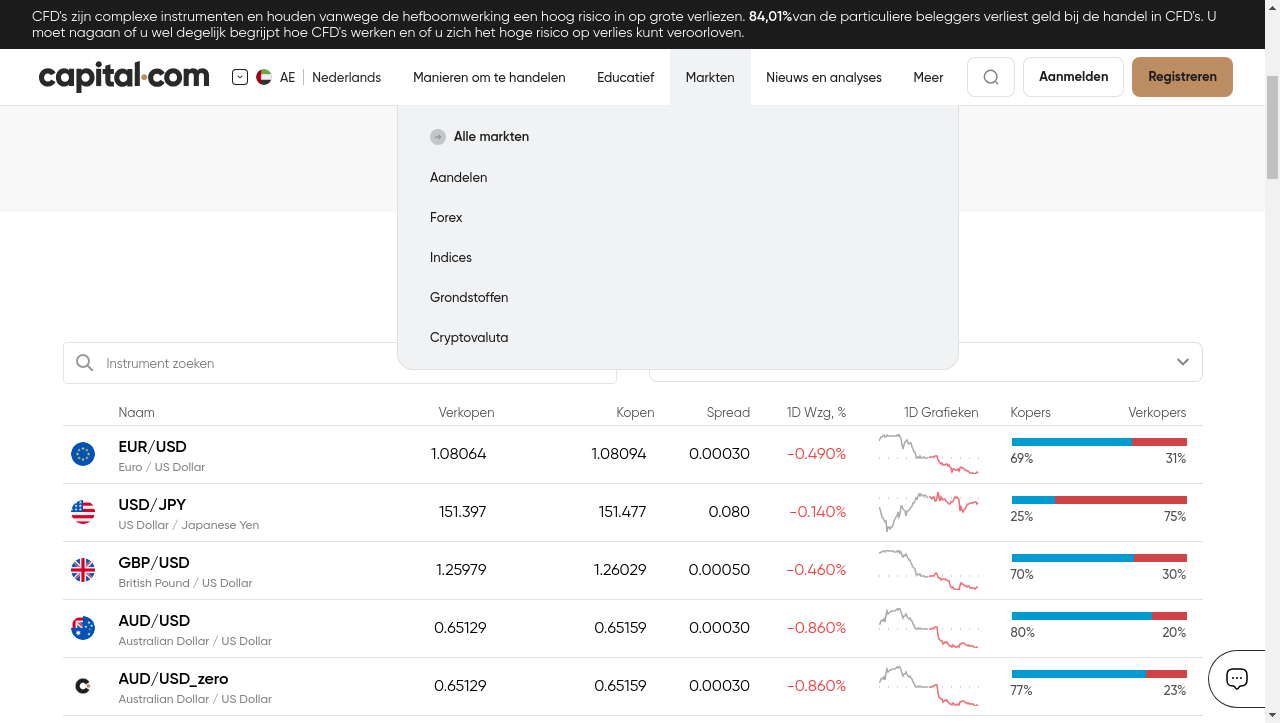 CFD's zijn complexe instrumenten en houden vanwege de hefboomwerking een hoog risico in op grote verliezen. 84,01%van de particuliere beleggers verliest geld bij de handel in CFD's. U
moet nagaan of u wel degelijk begrijpt hoe CFD's werken en of u zich het hoge risico op verlies kunt veroorloven.
capital.com AE Nederlands Manieren om te handelen Educatief Markten Nieuws en analyses Meer Aanmelden Registreren
Alle markten
Aandelen
Forex
Indices
Grondstoffen
Cryptovaluta
Instrument zoeken
Naam Verkopen Kopen Spread 1D Wzg, % 1D Grafieken Kopers Verkopers
EUR/USD 1.08064 1.08094 0.00030 -0.490% 69% 31%
Euro / US Dollar
USD/JPY 151.397 151.477 0.080 -0.140% 25% 75%
US Dollar / Japanese Yen
GBP/USD 1.25979 1.26029 0.00050 -0.460% 70% 30%
British Pound / US Dollar
AUD/USD 0.65129 0.65159 0.00030 -0.860% 80% 20%
Australian Dollar / US Dollar
AUD/USD_zero 0.65129 0.65159 0.00030 -0.860% 77% 23%
Australian Dollar / US Dollar